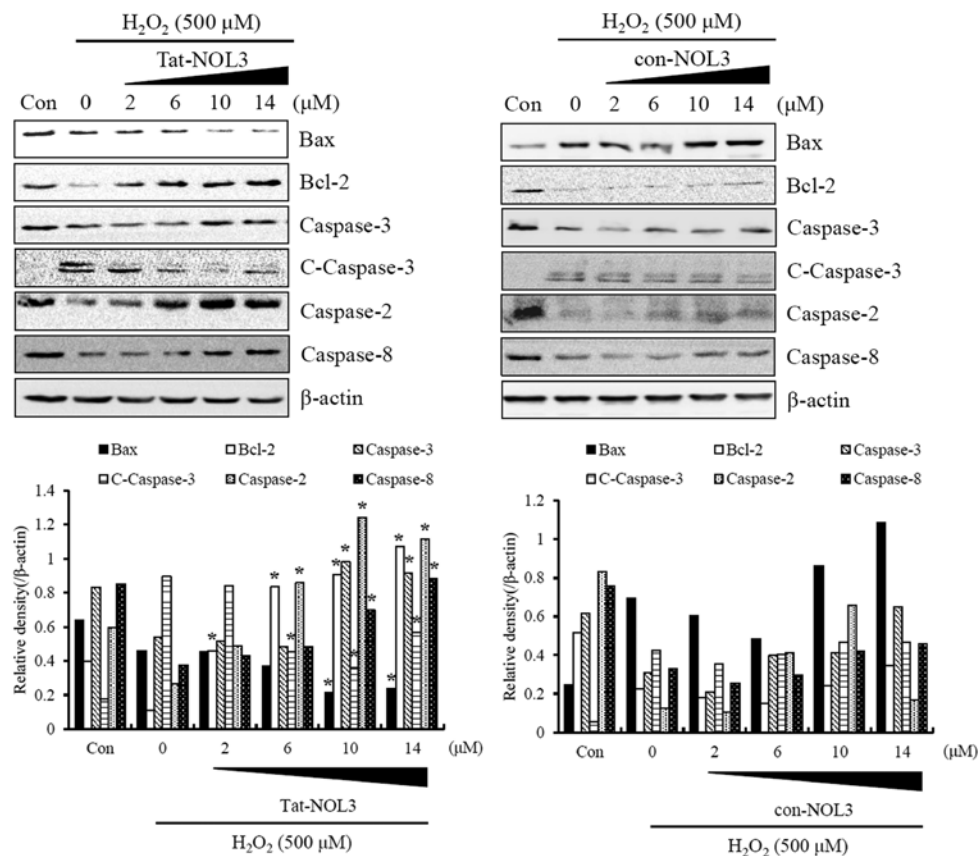 H₂O₂ (500 μM)
Tat-NOL3
Con 0 2 6 10 14 (μM)
Bax
Bcl-2
Caspase-3
C-Caspase-3
Caspase-2
Caspase-8
β-actin
H₂O₂ (500 μM)
con-NOL3
Con 0 2 6 10 14 (μM)
Bax
Bcl-2
Caspase-3
C-Caspase-3
Caspase-2
Caspase-8
β-actin
Bax Bcl-2 Caspase-3
C-Caspase-3 Caspase-2 Caspase-8
Relative density(/β-actin)
1.4
1.2
1
0.8
0.6
0.4
0.2
0
* * * * * * * * * * * * * * *
Con 0 2 6 10 14 (μM)
Tat-NOL3
H₂O₂ (500 μM)
Bax Bcl-2 Caspase-3
C-Caspase-3 Caspase-2 Caspase-8
Relative density(/β-actin)
1.2
1
0.8
0.6
0.4
0.2
0
Con 0 2 6 10 14 (μM)
con-NOL3
H₂O₂ (500 μM)